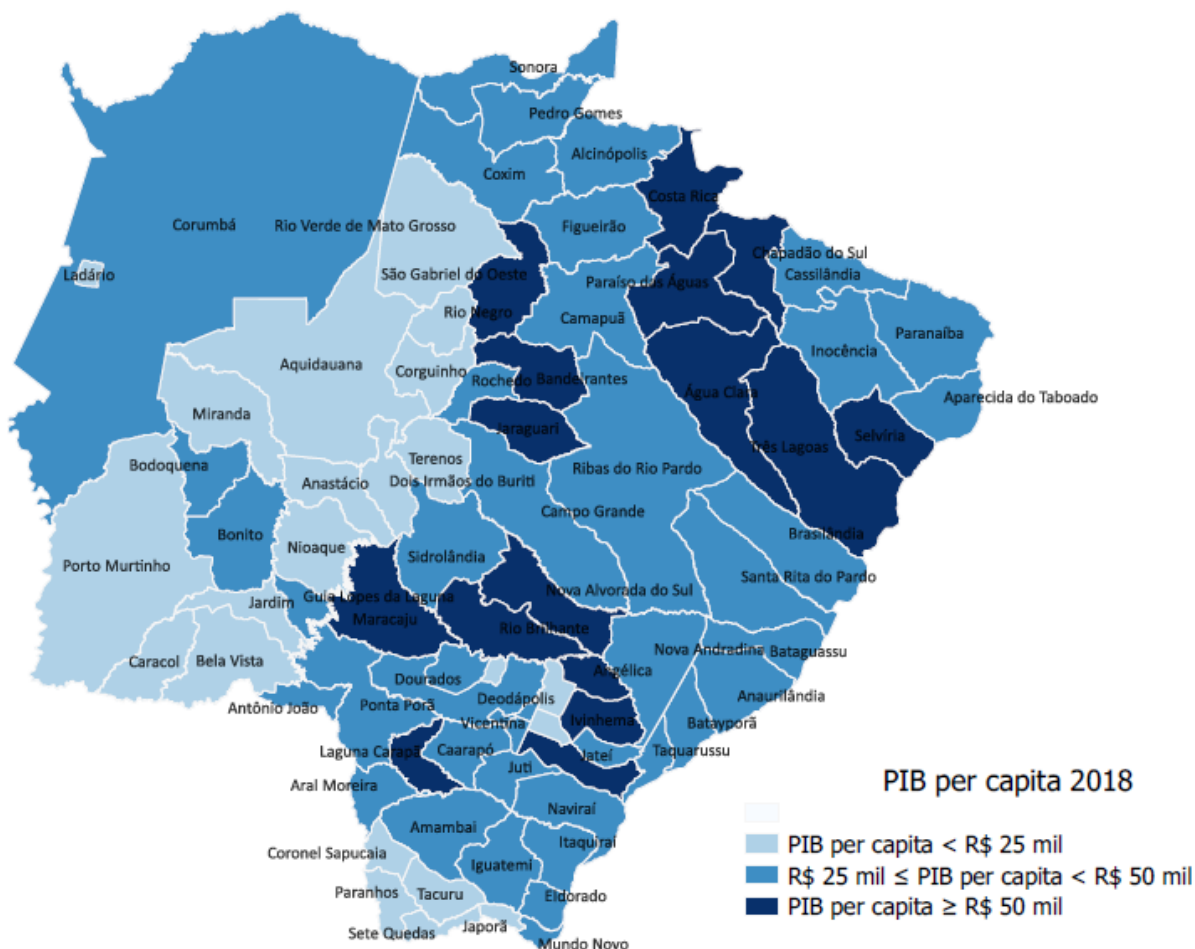 Sonora
Pedro Gomes
Alcinópolis
Coxim
Costa Rica
Corumbá
Rio Verde de Mato Grosso
Figueirão
Chapadão do Sul
Ladário
São Gabriel do Oeste
Paraíso das Águas
Cassilândia
Rio Negro
Camapuã
Paranaíba
Inocência
Aquidauana
Corguinho
Rochedo
Bandeirantes
Água Clara
Aparecida do Taboado
Miranda
Jaraguari
Três Lagoas
Selvíria
Bodoquena
Terenos
Ribas do Rio Pardo
Anastácio
Dois Irmãos do Buriti
Campo Grande
Bonito
Nioaque
Brasilândia
Porto Murtinho
Sidrolândia
Santa Rita do Pardo
Jardim
Guia Lopes da Laguna
Nova Alvorada do Sul
Maracaju
Rio Brilhante
Caracol
Bela Vista
Angélica
Nova Andradina
Bataguassu
Dourados
Deodápolis
Anaurilândia
Antônio João
Ponta Porã
Vicentina
Ivinhema
Batayporã
Laguna Carapã
Caarapó
Juti
Jateí
Taquarussu
Aral Moreira
Naviraí
Amambai
Itaquiraí
Coronel Sapucaia
Iguatemi
Paranhos
Tacuru
Eldorado
Sete Quedas
Japorã
Mundo Novo
PIB per capita 2018
PIB per capita < R$ 25 mil
R$ 25 mil ≤ PIB per capita < R$ 50 mil
PIB per capita ≥ R$ 50 mil